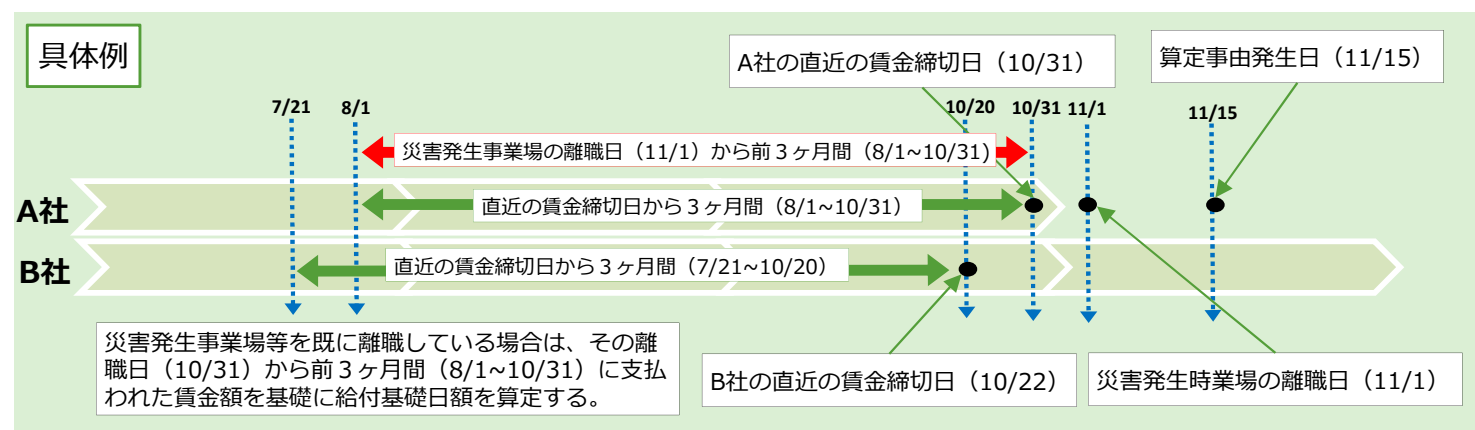 具体例
A社の直近の賃金締切日（10/31）
算定事由発生日（11/15）
7/21
8/1
10/20
10/31
11/1
11/15
災害発生事業場の離職日（11/1）から前３ヶ月間（8/1~10/31）
A社
直近の賃金締切日から３ヶ月間（8/1~10/31）
B社
直近の賃金締切日から３ヶ月間（7/21~10/20）
災害発生事業場等を既に離職している場合は、その離
職日（10/31）から前３ヶ月間（8/1~10/31）に支払
われた賃金額を基礎に給付基礎日額を算定する。
B社の直近の賃金締切日（10/22）
災害発生時業場の離職日（11/1）